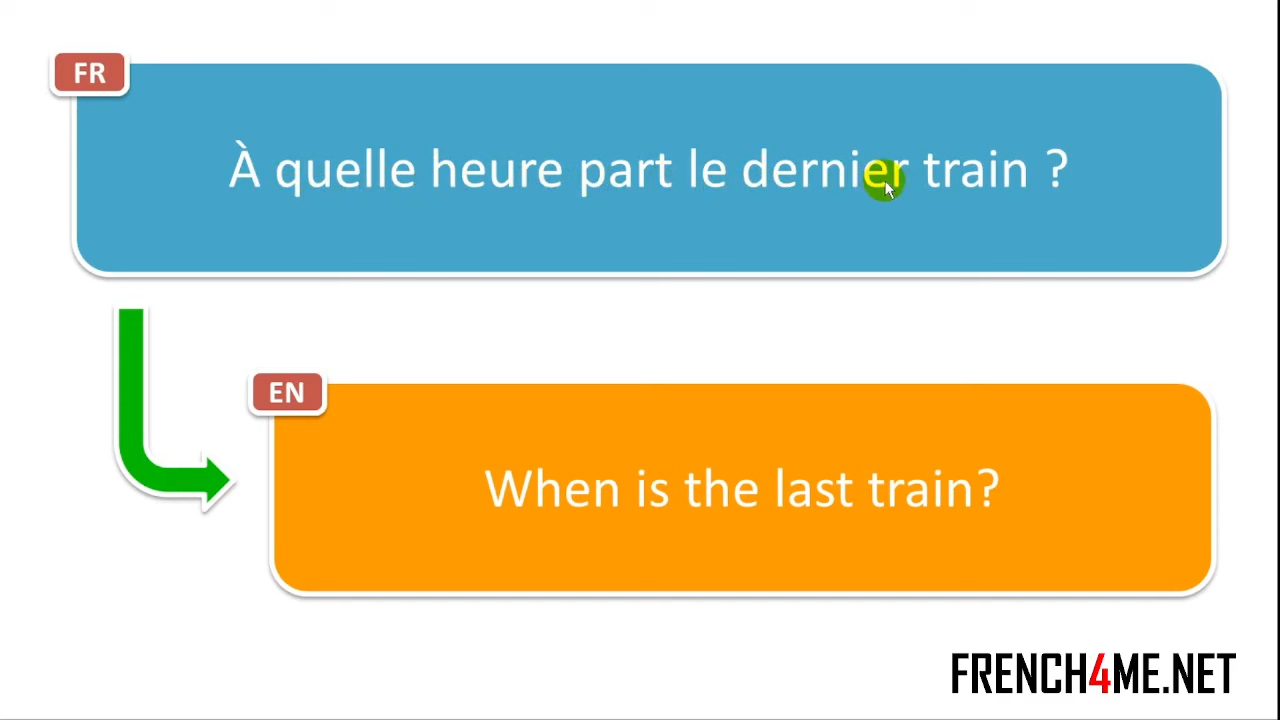 FR
À quelle heure part le dernier train ?
EN
When is the last train?
FRENCH4ME.NET